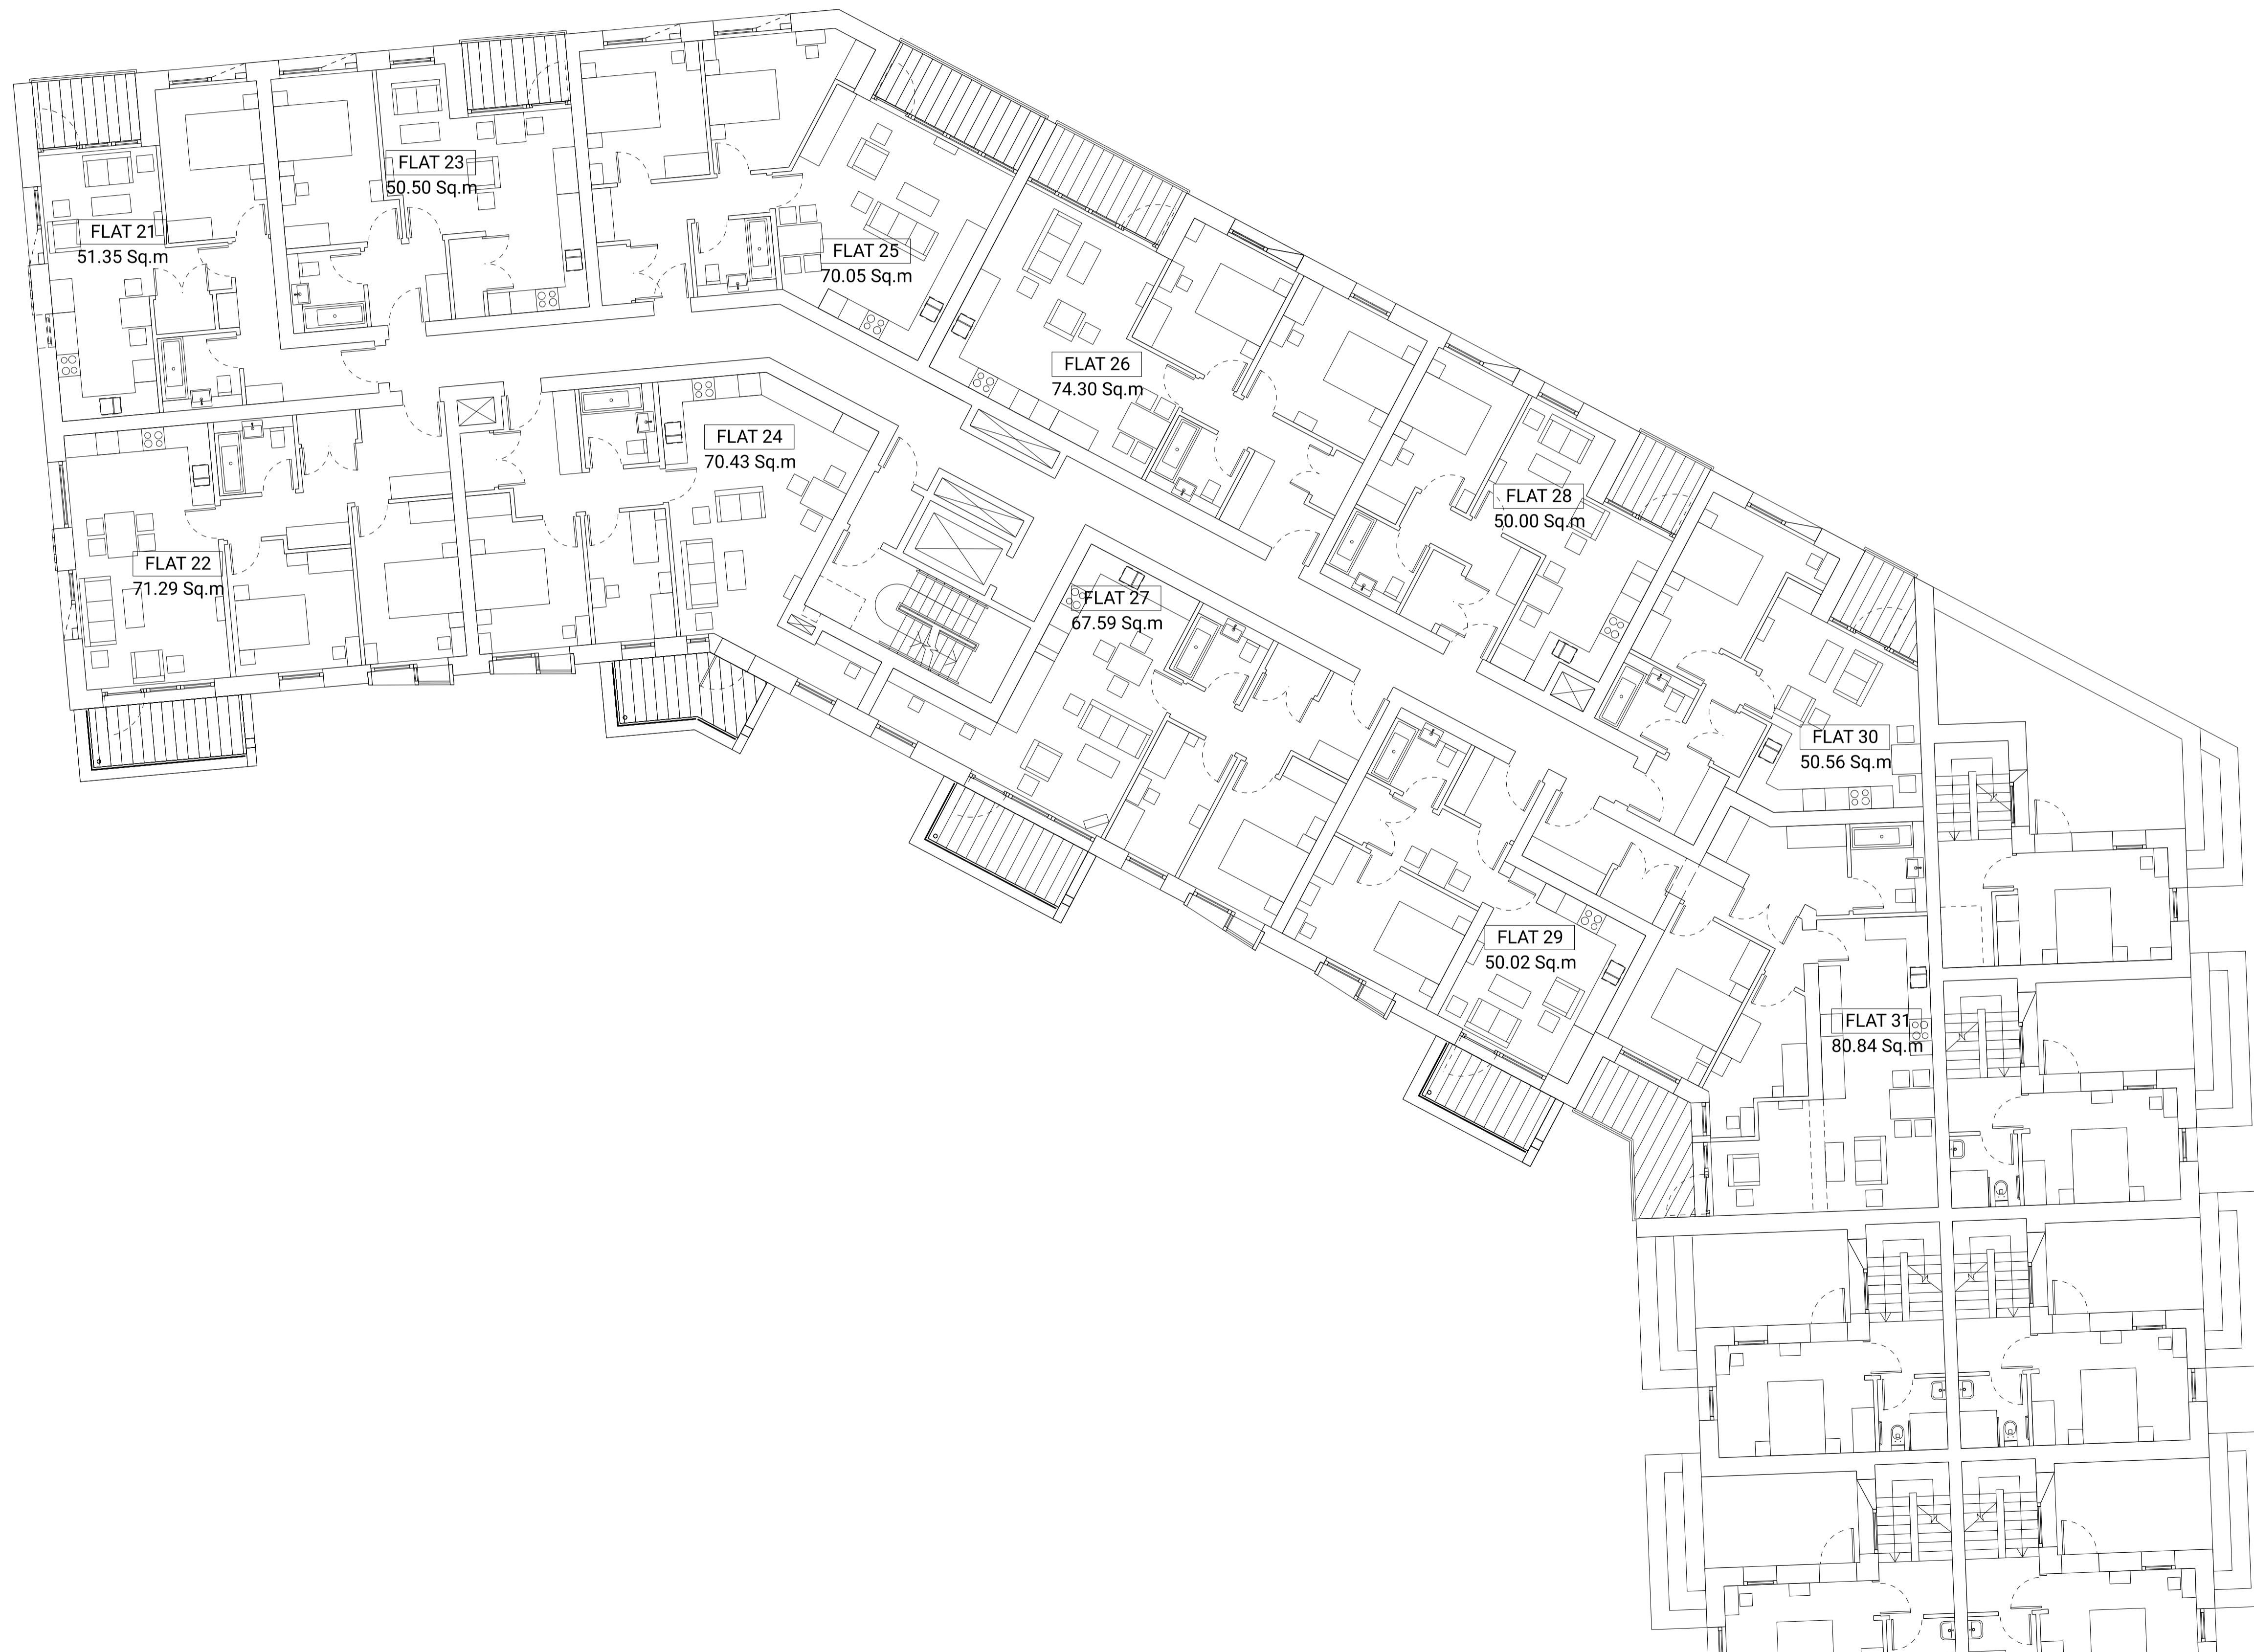 FLAT 21
51.35 Sq.m
FLAT 23
50.50 Sq.m
FLAT 25
70.05 Sq.m
FLAT 26
74.30 Sq.m
FLAT 24
70.43 Sq.m
FLAT 22
71.29 Sq.m
FLAT 28
50.00 Sq.m
FLAT 27
67.59 Sq.m
FLAT 30
50.56 Sq.m
FLAT 29
50.02 Sq.m
FLAT 31
80.84 Sq.m